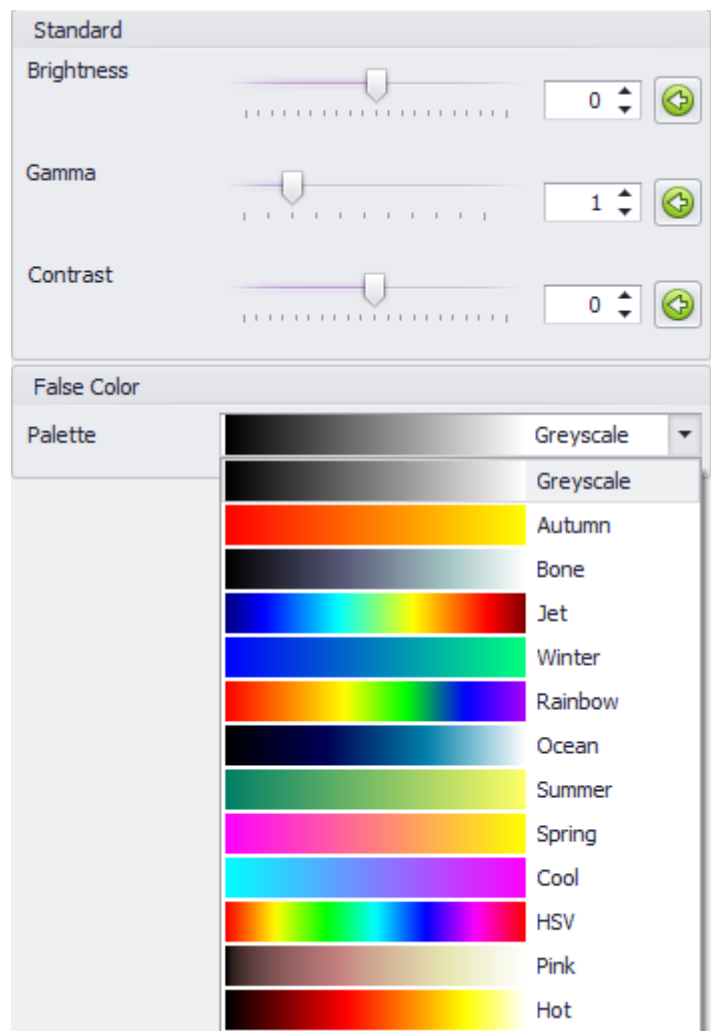 Standard
Brightness
0
Gamma
1
Contrast
0
False Color
Palette Greyscale
Greyscale
Autumn
Bone
Jet
Winter
Rainbow
Ocean
Summer
Spring
Cool
HSV
Pink
Hot